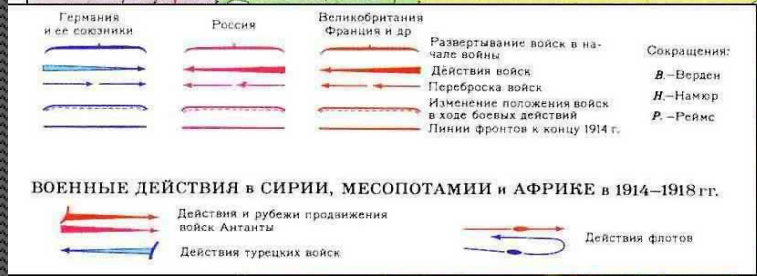 Германия
и ее союзники
Россия
Великобритания
Франция и др
Развертывание войск в на-
чале войны
Действия войск
Переброска войск
Изменение положения войск
в ходе боевых действий
Линии фронтов к концу 1914 г.
Сокращения:
В.–Верден
Н.–Намюр
Р.–Реймс
ВОЕННЫЕ ДЕЙСТВИЯ в СИРИИ, МЕСОПОТАМИИ и АФРИКЕ в 1914–1918 гг.
Действия и рубежи продвижения
войск Антанты
Действия турецких войск
Действия флотов